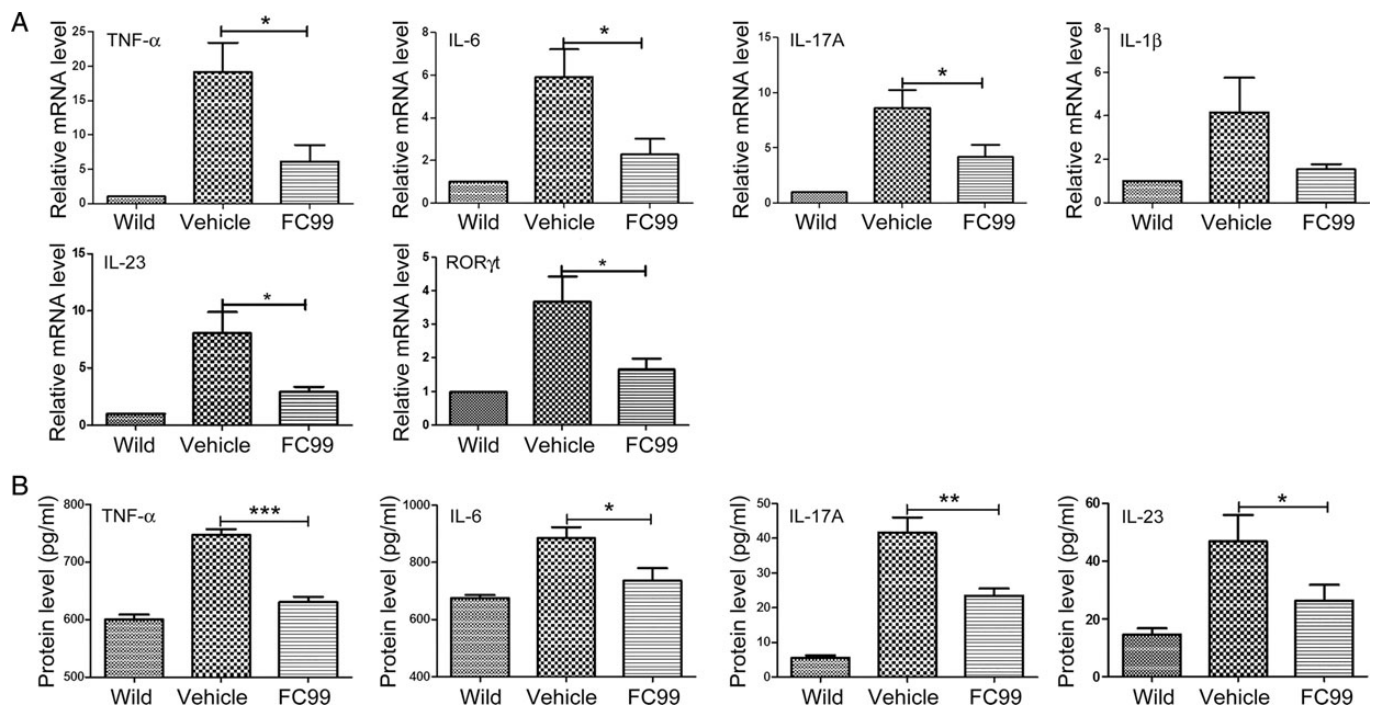 A
TNF-α
*
Relative mRNA level
25
20
15
10
5
0
Wild Vehicle FC99
IL-6
*
Relative mRNA level
8
6
4
2
0
Wild Vehicle FC99
IL-17A
*
Relative mRNA level
15
10
5
0
Wild Vehicle FC99
IL-1β
Relative mRNA level
8
6
4
2
0
Wild Vehicle FC99
IL-23
*
Relative mRNA level
15
10
5
0
Wild Vehicle FC99
RORγt
*
Relative mRNA level
5
4
3
2
1
0
Wild Vehicle FC99
B
TNF-α
***
Protein level (pg/ml)
800
700
600
500
Wild Vehicle FC99
IL-6
*
Protein level (pg/ml)
1000
800
600
400
Wild Vehicle FC99
IL-17A
**
Protein level (pg/ml)
50
40
30
20
10
0
Wild Vehicle FC99
IL-23
*
Protein level (pg/ml)
60
40
20
0
Wild Vehicle FC99